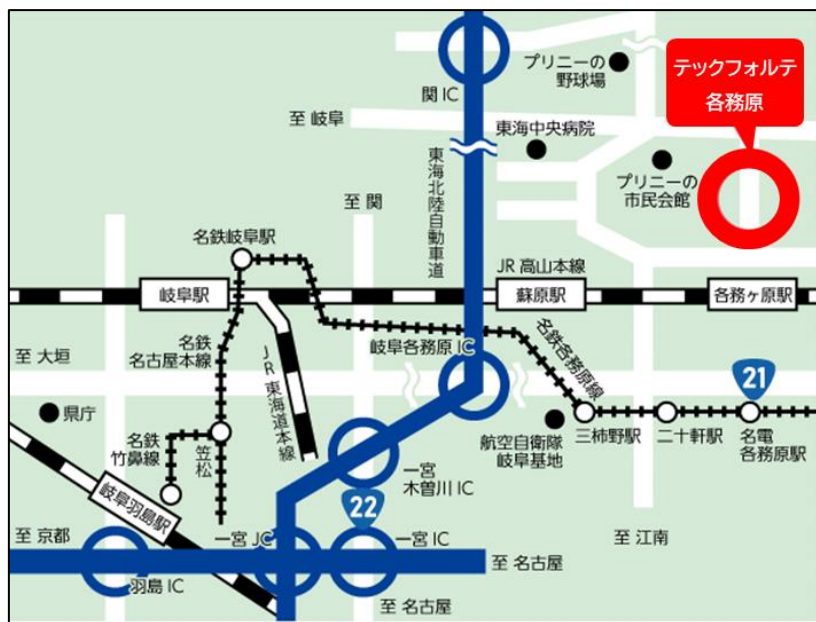 テックフォルテ
各務原
プリニーの
野球場
関 IC
至 岐阜
東海中央病院
東海北陸自動車道
プリニーの
市民会館
至 関
名鉄岐阜駅
JR 高山本線
岐阜駅
蘇原駅
各務ヶ原駅
名鉄
名古屋本線
岐阜各務原 IC
名鉄各務原線
至 大垣
JR 東海道本線
21
県庁
名鉄
竹鼻線
笠松
航空自衛隊
岐阜基地
三柿野駅
二十軒駅
名電
各務原駅
一宮
木曽川 IC
岐阜羽島駅
22
至 京都
一宮 JC
一宮 IC
至 江南
至 名古屋
羽島 IC
至 名古屋